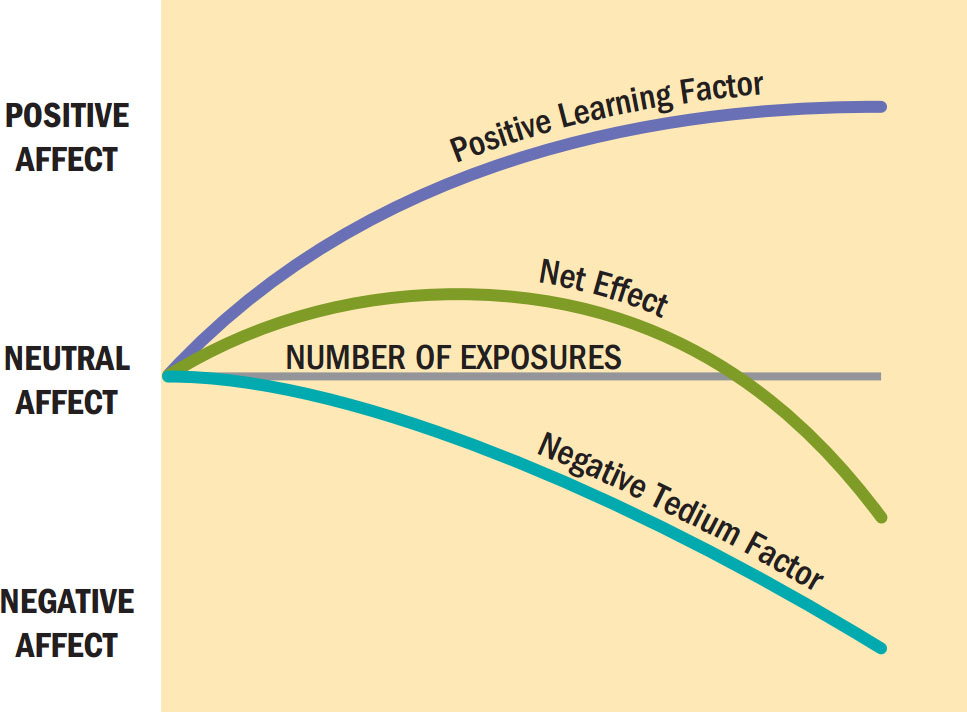 POSITIVE
AFFECT
Positive Learning Factor
Net Effect
NEUTRAL
AFFECT
NUMBER OF EXPOSURES
Negative Tedium Factor
NEGATIVE
AFFECT